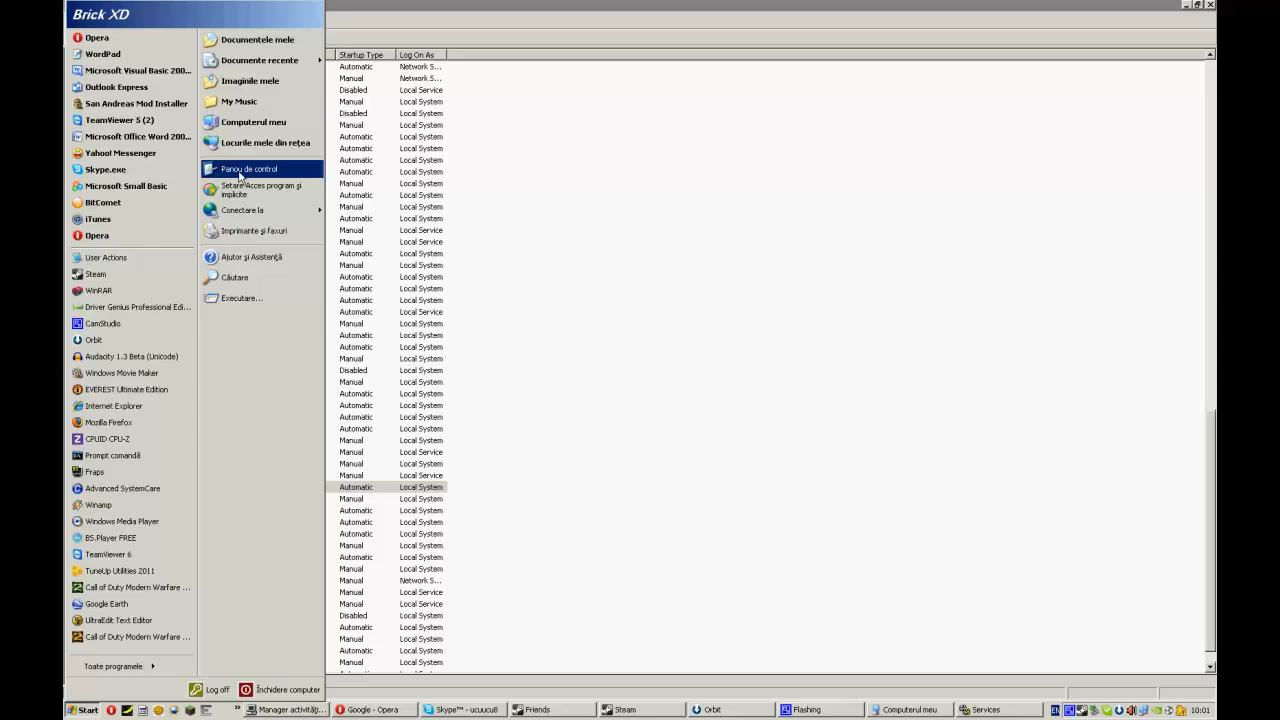 Brick XD
Opera
WordPad
Microsoft Visual Basic 200...
Outlook Express
San Andreas Mod Installer
TeamViewer 5 (2)
Microsoft Office Word 200...
Yahoo! Messenger
Skype.exe
Microsoft Small Basic
BitComet
iTunes
Opera
User Actions
Steam
WinRAR
Driver Genius Professional Edi...
CamStudio
Orbit
Audacity 1.3 Beta (Unicode)
Windows Movie Maker
EVEREST Ultimate Edition
Internet Explorer
Mozilla Firefox
CPUID CPU-Z
Prompt comandă
Fraps
Advanced SystemCare
Winamp
Windows Media Player
BS.Player FREE
TeamViewer 6
TuneUp Utilities 2011
Call of Duty Modern Warfare ...
Google Earth
UltraEdit Text Editor
Call of Duty Modern Warfare ...
Toate programele
Documentele mele
Documente recente
Imaginile mele
My Music
Computerul meu
Locurile mele din rețea
Panou de control
Setare Acces program și
implicite
Conectare la
Imprimante și faxuri
Ajutor și Asistență
Căutare
Executare...
Log off
Închidere computer
Startup Type Log On As
Automatic Network S...
Manual Network S...
Disabled Local Service
Manual Local System
Disabled Local System
Manual Local System
Automatic Local System
Automatic Local System
Automatic Local System
Automatic Local System
Manual Local System
Automatic Local System
Manual Local System
Automatic Local System
Manual Local Service
Manual Local Service
Automatic Local System
Manual Local System
Automatic Local System
Automatic Local System
Automatic Local System
Automatic Local Service
Manual Local System
Automatic Local System
Automatic Local System
Manual Local System
Disabled Local System
Manual Local System
Automatic Local System
Automatic Local System
Automatic Local System
Automatic Local System
Manual Local System
Manual Local Service
Manual Local System
Manual Local Service
Automatic Local System
Manual Local System
Automatic Local System
Automatic Local System
Automatic Local System
Manual Local System
Automatic Local System
Manual Local System
Manual Network S...
Manual Local Service
Manual Local Service
Disabled Local System
Automatic Local System
Manual Local System
Automatic Local System
Manual Local System
Start
Manager activităț...
Google - Opera
Skype™ - ucuucu8
Friends
Steam
Orbit
Flashing
Computerul meu
Services
10:01